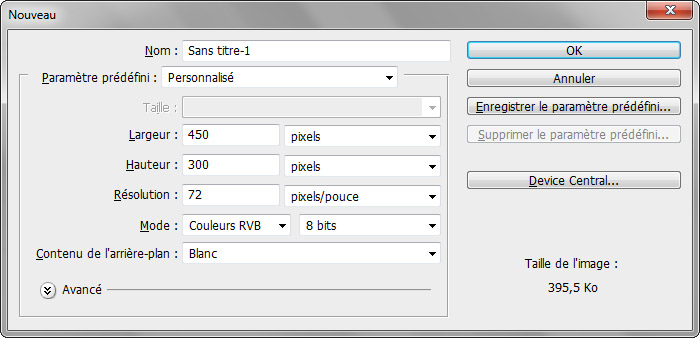 Nouveau
Nom : Sans titre-1
OK
Paramètre prédéfini : Personnalisé
Annuler
Taille :
Enregistrer le paramètre prédéfini...
Largeur : 450 pixels
Supprimer le paramètre prédéfini...
Hauteur : 300 pixels
Résolution : 72 pixels/pouce
Device Central...
Mode : Couleurs RVB 8 bits
Contenu de l'arrière-plan : Blanc
Taille de l'image :
395,5 Ko
Avancé